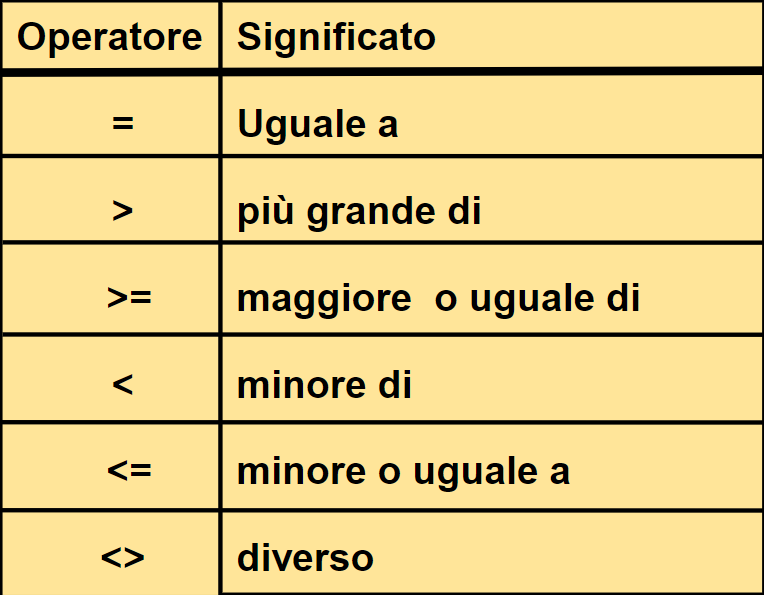 Operatore Significato
= Uguale a
> più grande di
>= maggiore  o uguale di
< minore di
<= minore o uguale a
<> diverso